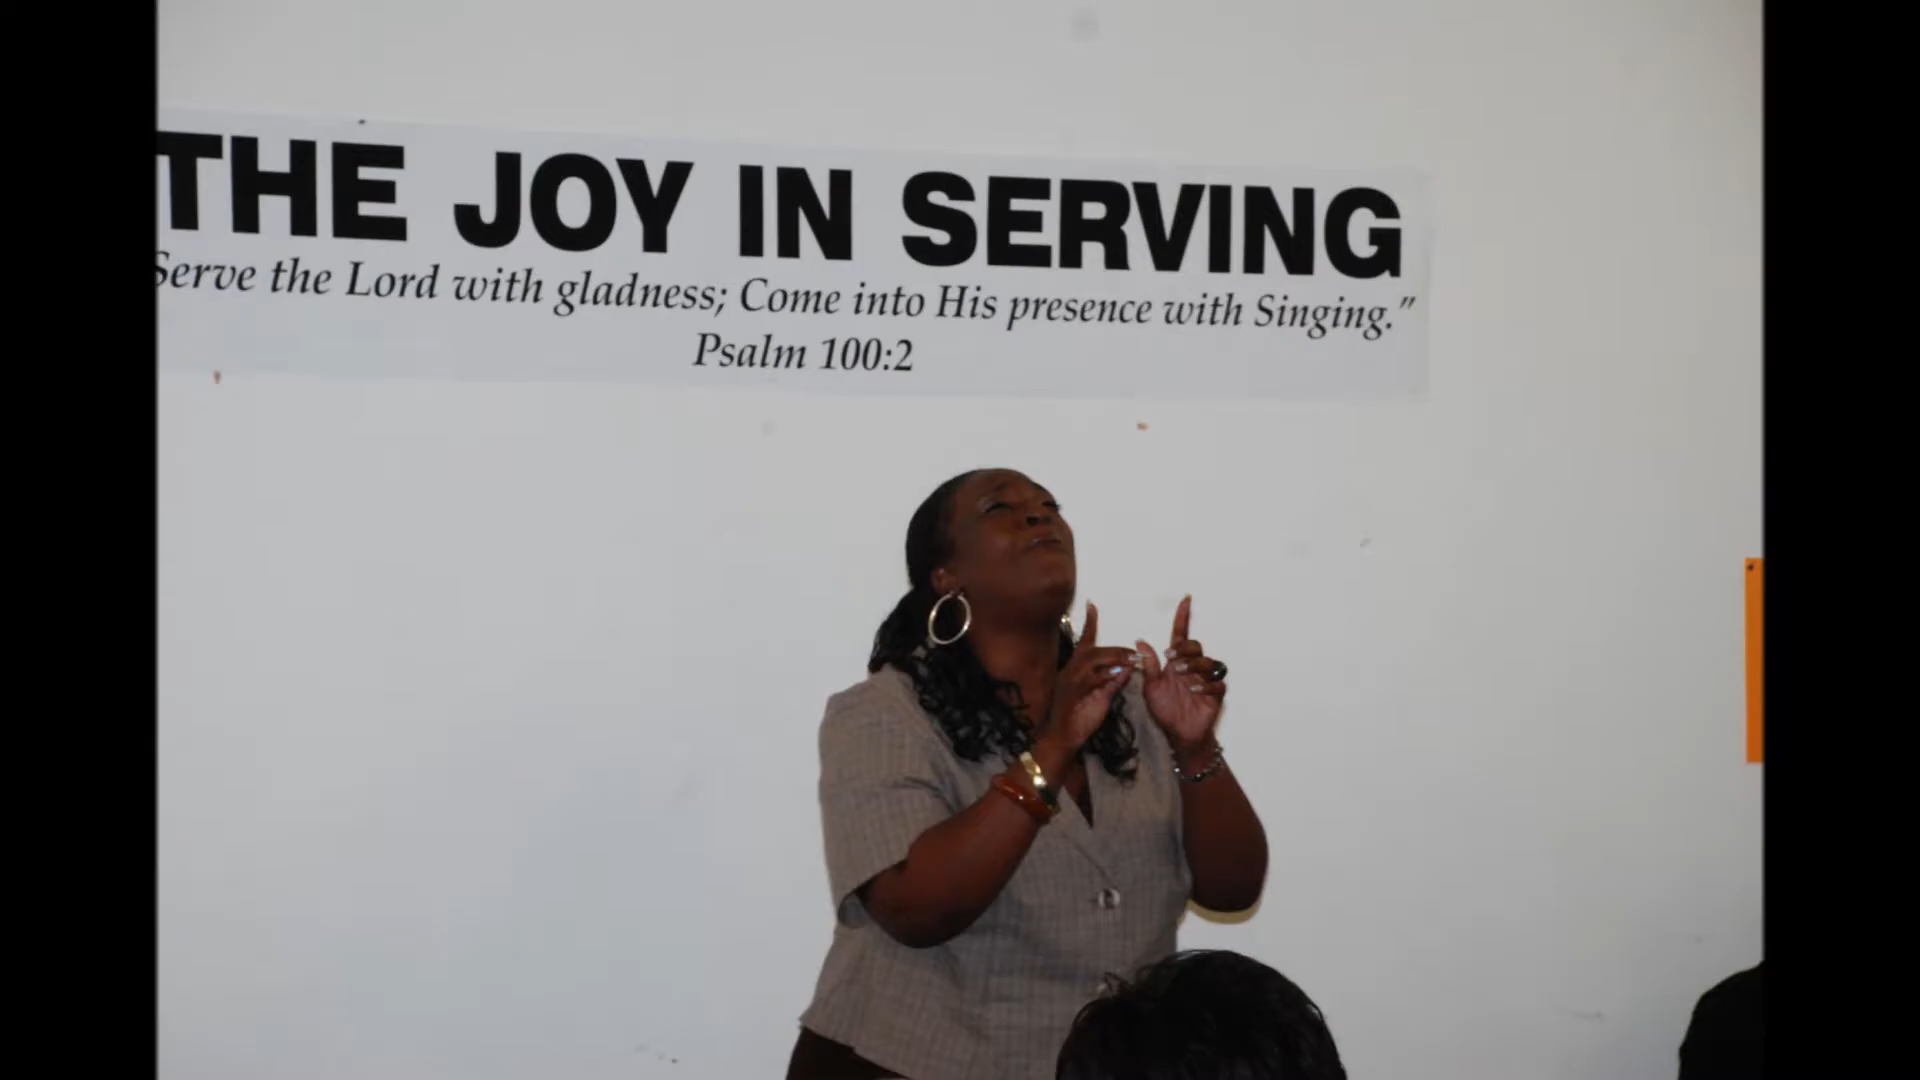 THE JOY IN SERVING
Serve the Lord with gladness; Come into His presence with Singing."
Psalm 100:2